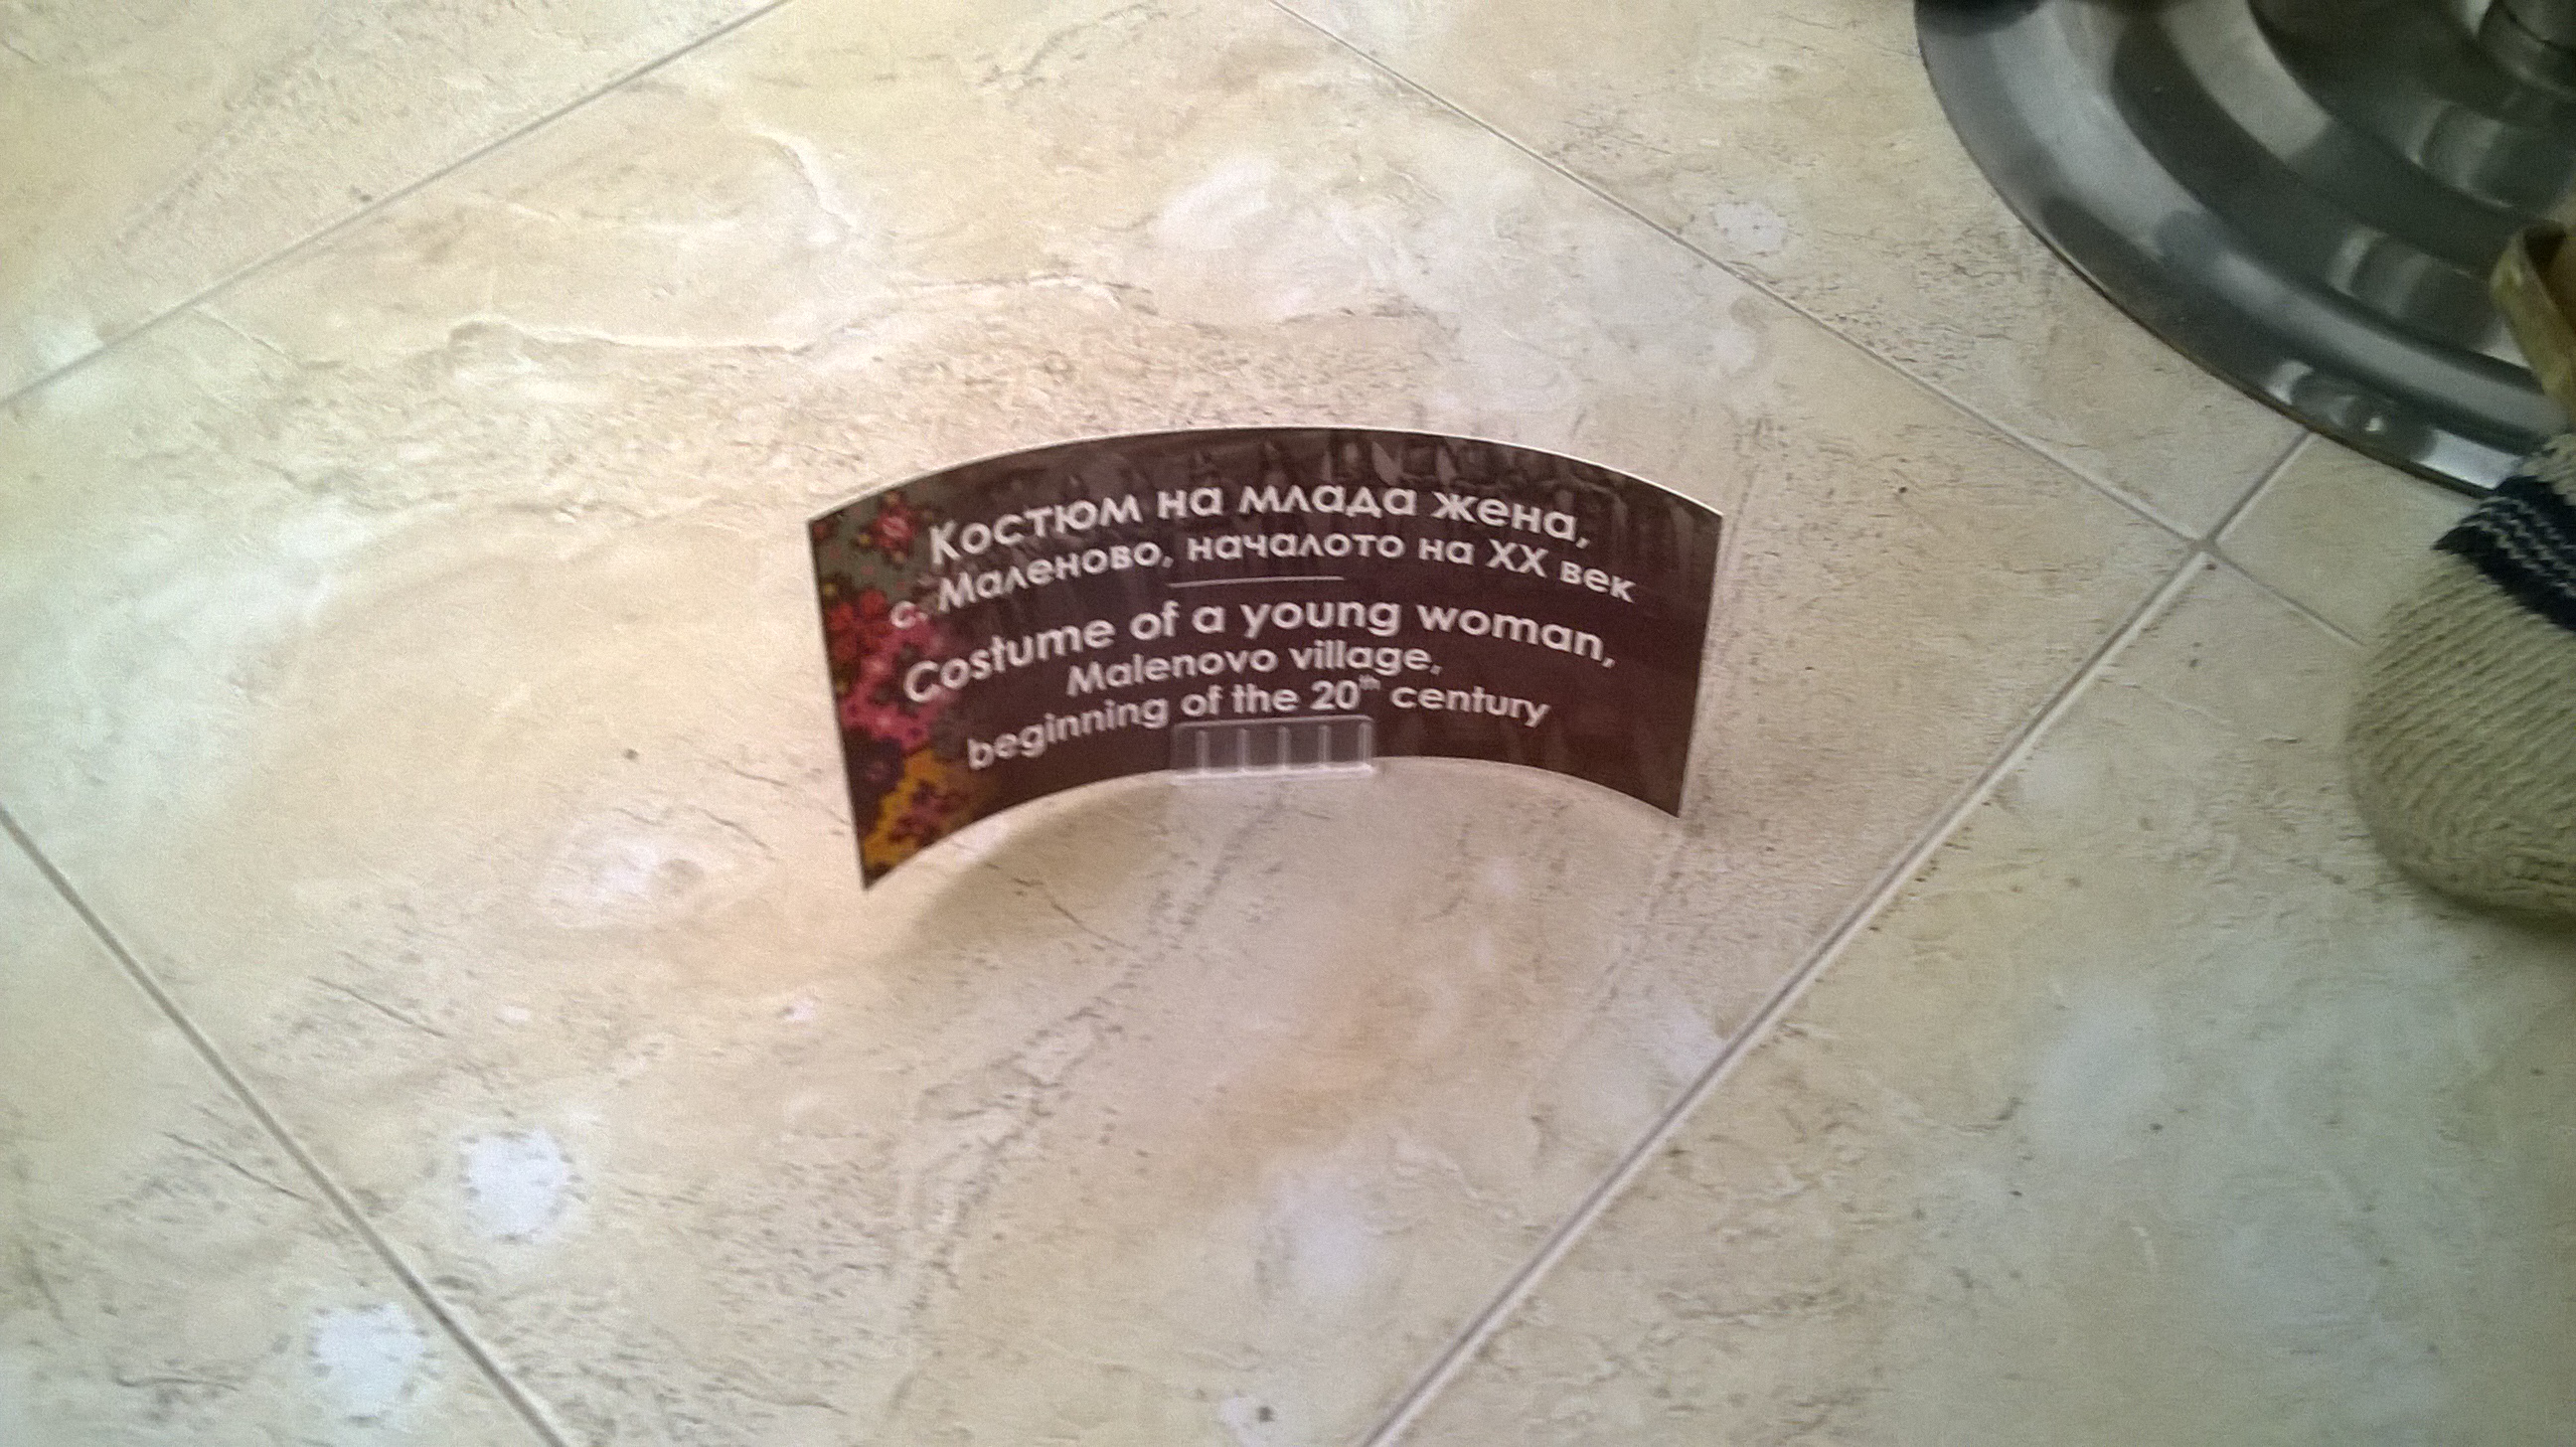 Костюм на млада жена,
с. Маленово, началото на XX век
Costume of a young woman,
Malenovo village,
beginning of the 20th century